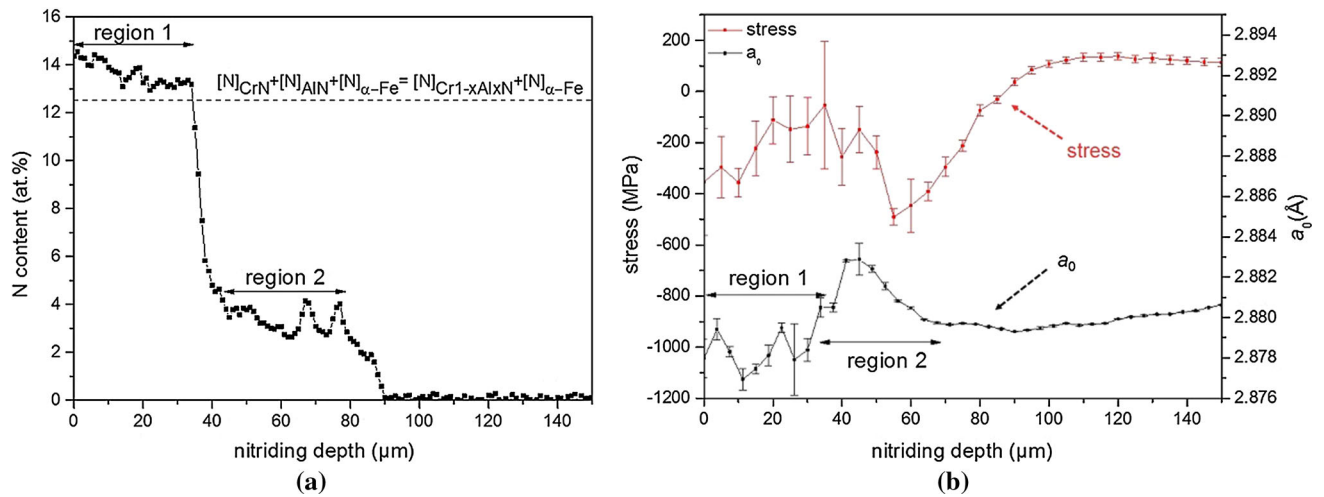 16
14
12
10
8
6
4
2
0
N content (at.%)
region 1
[N]CrN+[N]AlN+[N]α−Fe= [N]Cr1-xAlxN+[N]α−Fe
region 2
0 20 40 60 80 100 120 140
nitriding depth (µm)
(a)
200
0
-200
-400
-600
-800
-1000
-1200
stress (MPa)
stress
a0
stress
region 1
a0
region 2
2.894
2.892
2.890
2.888
2.886
2.884
2.882
2.880
2.878
2.876
a0(Å)
0 20 40 60 80 100 120 140
nitriding depth (µm)
(b)